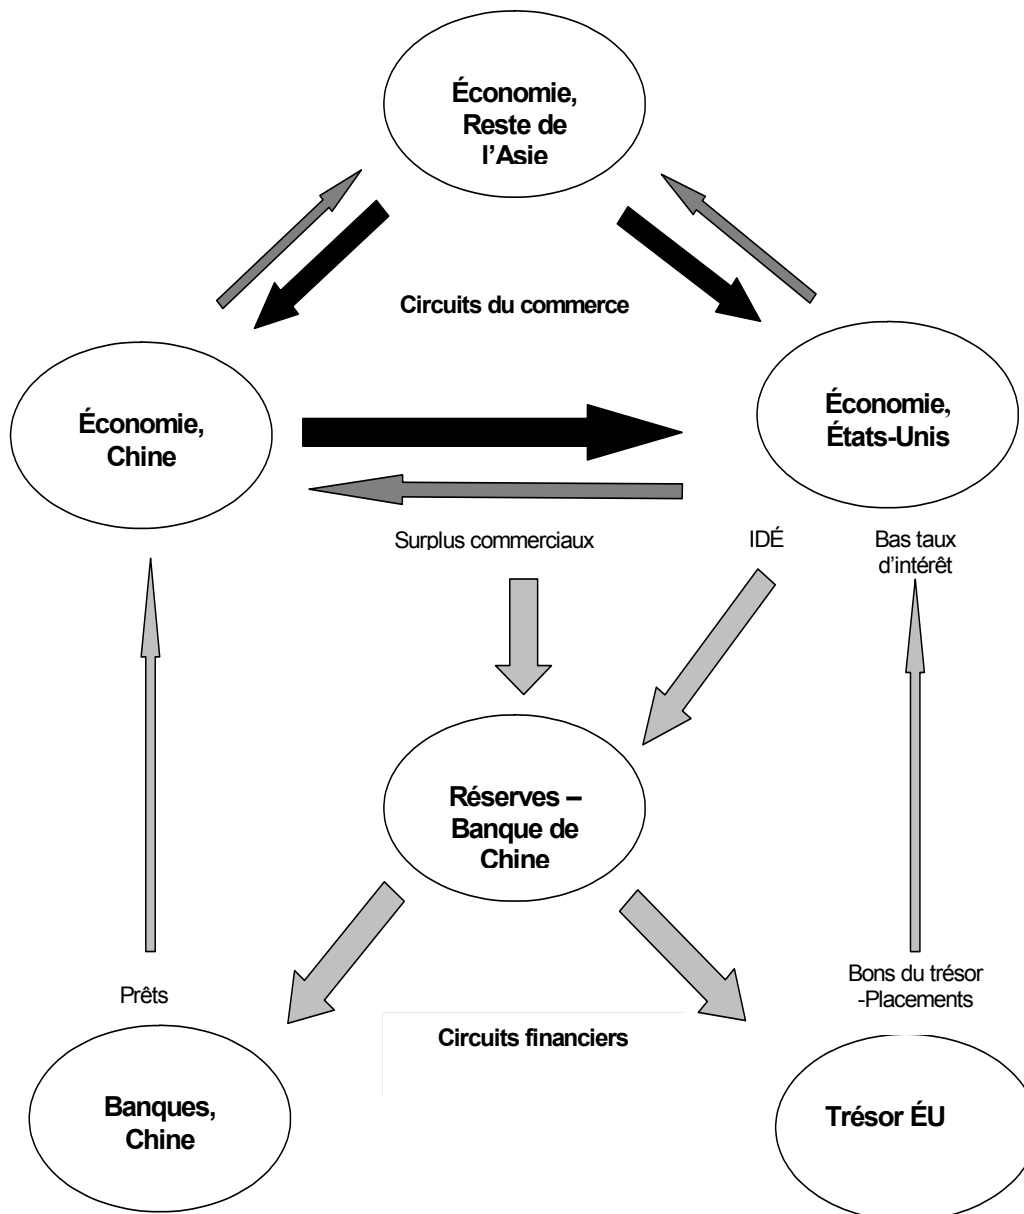 Économie,
Reste de
l'Asie
Circuits du commerce
Économie,
Chine
Économie,
États-Unis
Surplus commerciaux
IDÉ
Bas taux
d'intérêt
Réserves –
Banque de
Chine
Prêts
Bons du trésor
-Placements
Circuits financiers
Banques,
Chine
Trésor ÉU